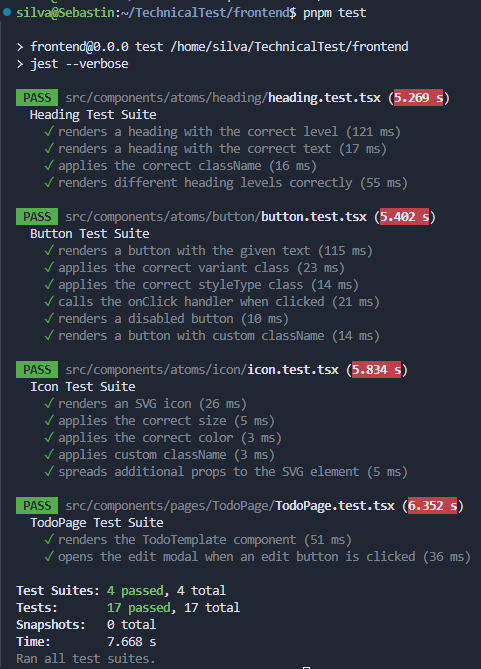 silva@Sebastin:~/TechnicalTest/frontend$ pnpm test
> frontend@0.0.0 test /home/silva/TechnicalTest/frontend
> jest --verbose
PASS src/components/atoms/heading/heading.test.tsx (5.269 s)
Heading Test Suite
✓ renders a heading with the correct level (121 ms)
✓ renders a heading with the correct text (17 ms)
✓ applies the correct className (16 ms)
✓ renders different heading levels correctly (55 ms)
PASS src/components/atoms/button/button.test.tsx (5.402 s)
Button Test Suite
✓ renders a button with the given text (115 ms)
✓ applies the correct variant class (23 ms)
✓ applies the correct styleType class (14 ms)
✓ calls the onClick handler when clicked (21 ms)
✓ renders a disabled button (10 ms)
✓ renders a button with custom className (14 ms)
PASS src/components/atoms/icon/icon.test.tsx (5.834 s)
Icon Test Suite
✓ renders an SVG icon (26 ms)
✓ applies the correct size (5 ms)
✓ applies the correct color (3 ms)
✓ applies custom className (3 ms)
✓ spreads additional props to the SVG element (5 ms)
PASS src/components/pages/TodoPage/TodoPage.test.tsx (6.352 s)
TodoPage Test Suite
✓ renders the TodoTemplate component (51 ms)
✓ opens the edit modal when an edit button is clicked (36 ms)
Test Suites: 4 passed, 4 total
Tests: 17 passed, 17 total
Snapshots: 0 total
Time: 7.668 s
Ran all test suites.